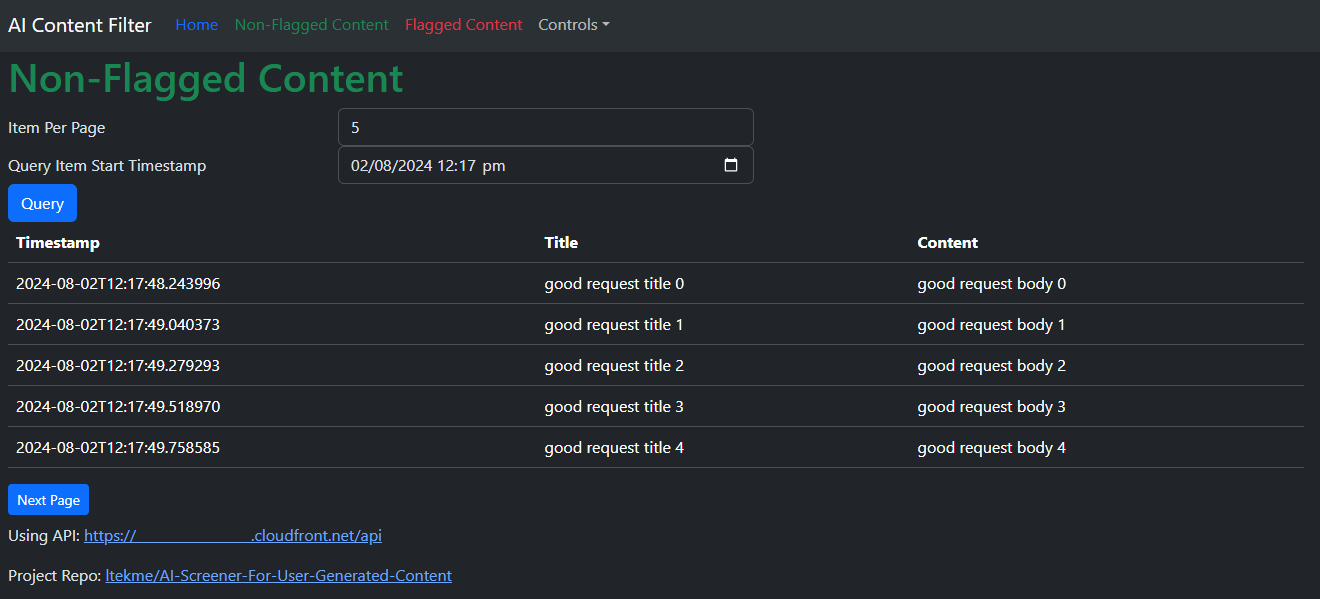 AI Content Filter Home Non-Flagged Content Flagged Content Controls
Non-Flagged Content
Item Per Page 5
Query Item Start Timestamp 02/08/2024 12:17 pm
Query
Timestamp Title Content
2024-08-02T12:17:48.243996 good request title 0 good request body 0
2024-08-02T12:17:49.040373 good request title 1 good request body 1
2024-08-02T12:17:49.279293 good request title 2 good request body 2
2024-08-02T12:17:49.518970 good request title 3 good request body 3
2024-08-02T12:17:49.758585 good request title 4 good request body 4
Next Page
Using API: https:// .cloudfront.net/api
Project Repo: ltekme/AI-Screener-For-User-Generated-Content